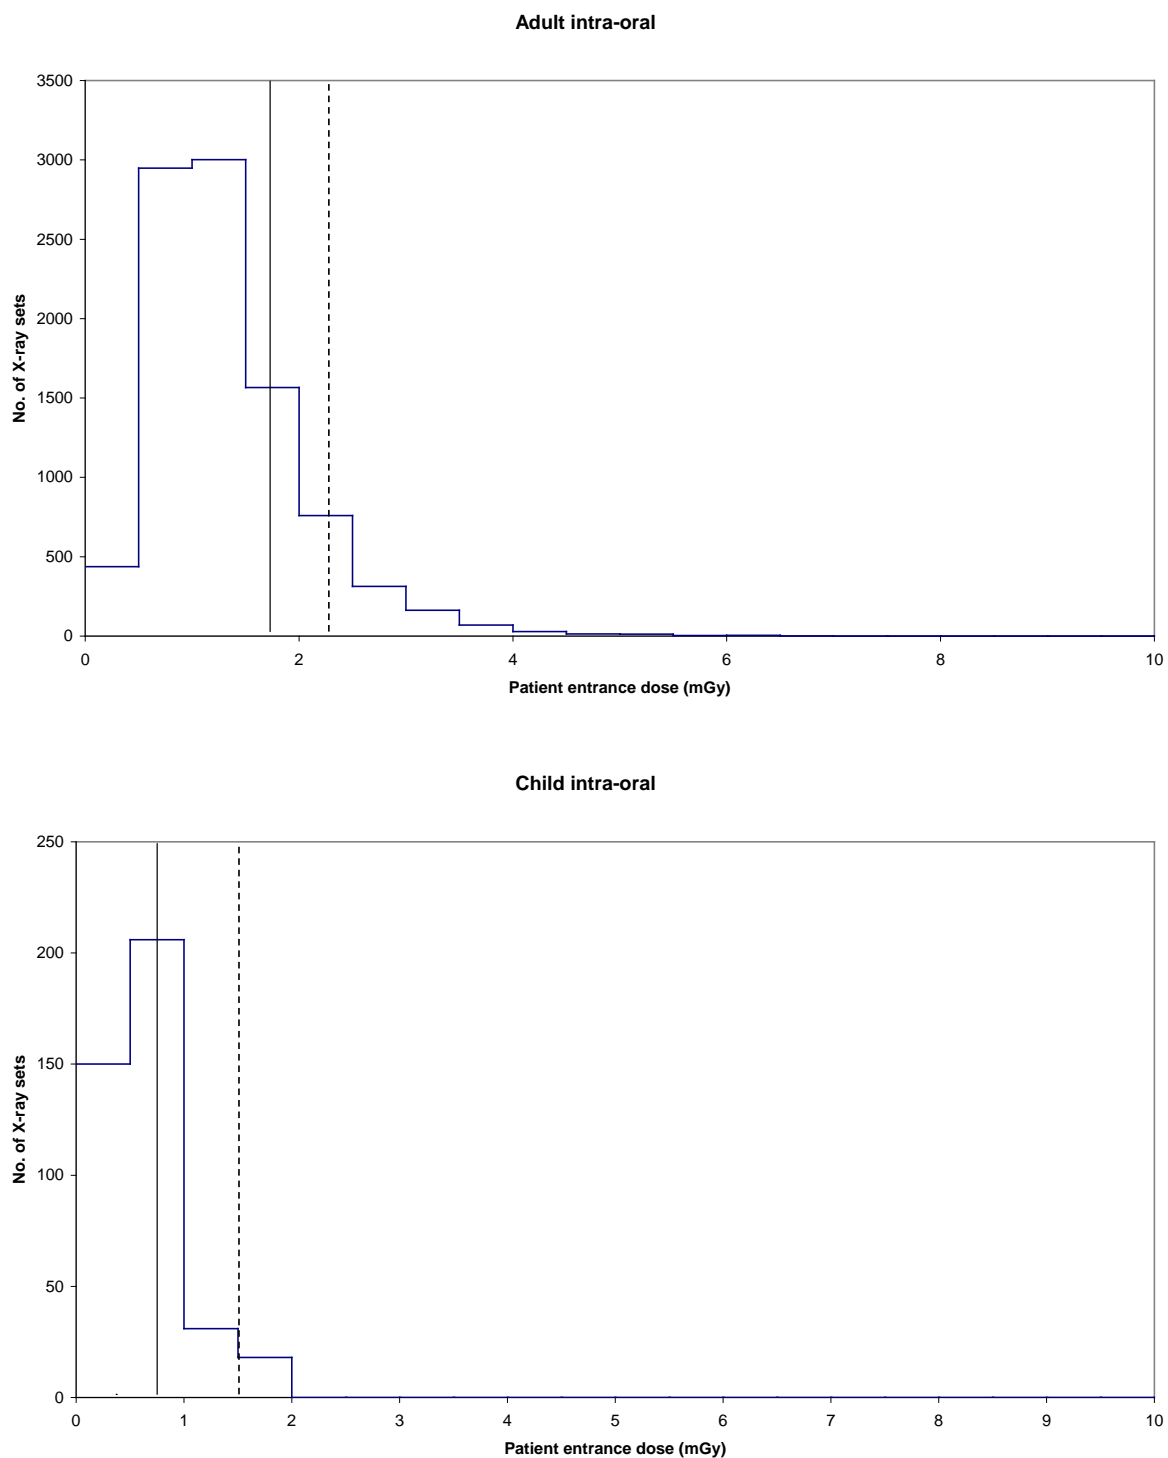 Adult intra-oral
3500
3000
2500
2000
1500
1000
500
0
No. of X-ray sets
0 2 4 6 8 10
Patient entrance dose (mGy)
Child intra-oral
250
200
150
100
50
0
No. of X-ray sets
0 1 2 3 4 5 6 7 8 9 10
Patient entrance dose (mGy)